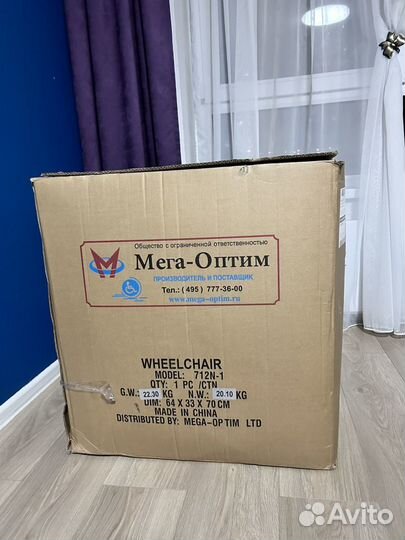 Общество с ограниченной ответственностью
Мега-Оптим
ПРОИЗВОДИТЕЛЬ И ПОСТАВЩИК
Тел.: ( 495 ) 777-36-00
www.mega-optim.ru
WHEELCHAIR
MODEL: 712N-1
QTY: 1 PC /CTN
G.W.: 22.30 KG N.W.: 20.10 KG
DIM: 64 X 33 X 70 CM
MADE IN CHINA
DISTRIBUTED BY: MEGA-OPTIM LTD
Avito